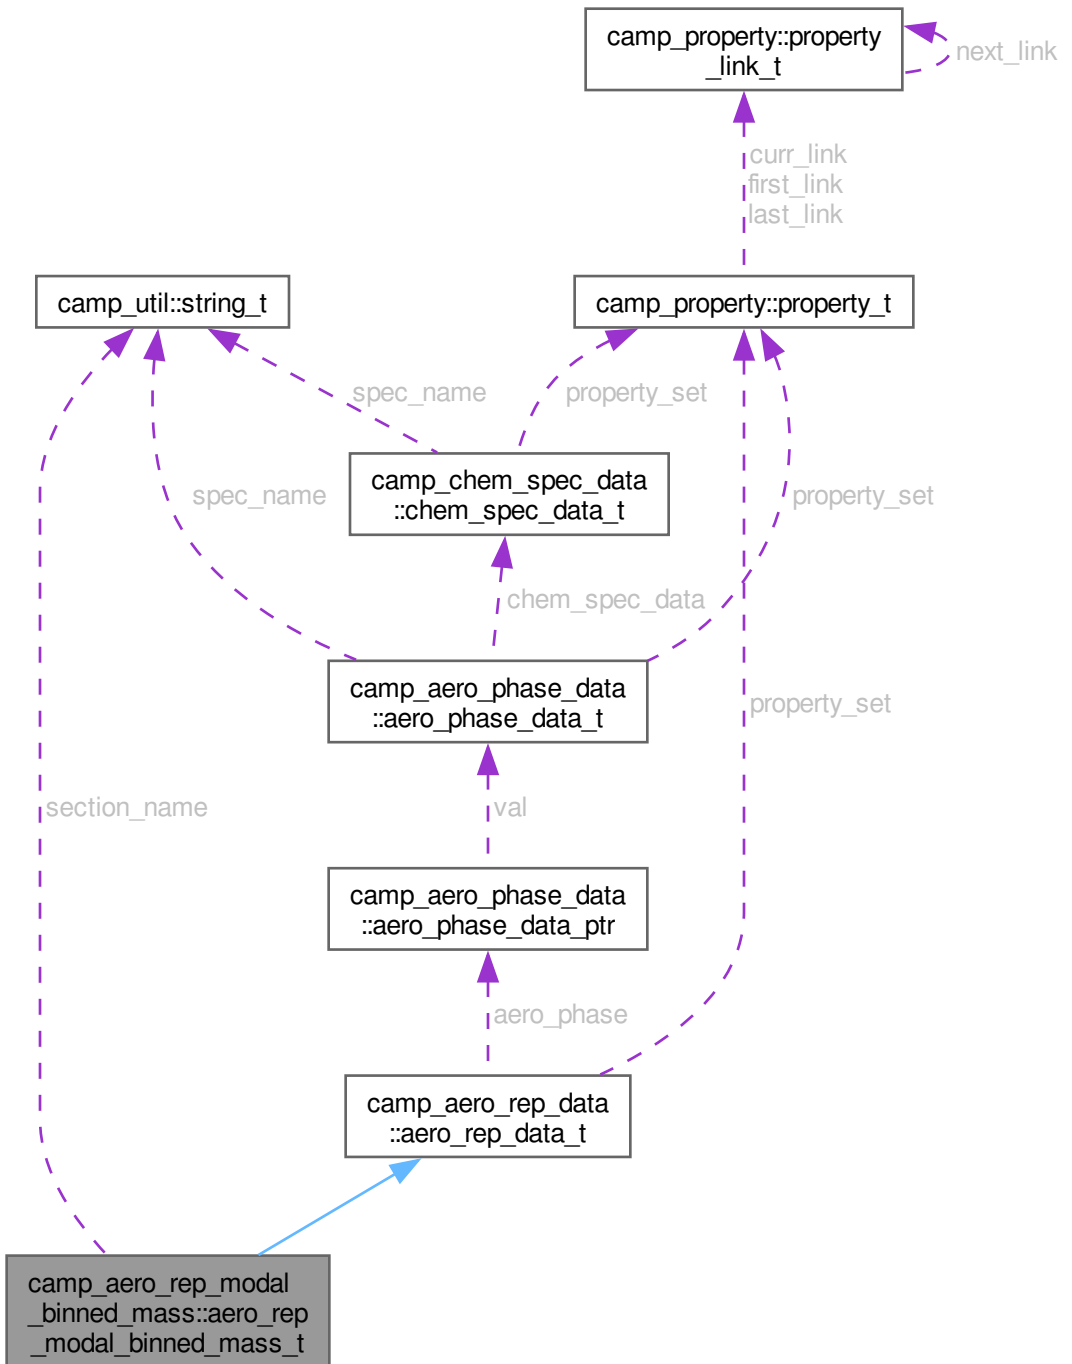 camp_property::property
_link_t
next_link
curr_link
first_link
last_link
camp_util::string_t
camp_property::property_t
spec_name
property_set
camp_chem_spec_data
::chem_spec_data_t
spec_name
property_set
chem_spec_data
camp_aero_phase_data
::aero_phase_data_t
property_set
section_name
val
camp_aero_phase_data
::aero_phase_data_ptr
aero_phase
camp_aero_rep_data
::aero_rep_data_t
camp_aero_rep_modal
_binned_mass::aero_rep
_modal_binned_mass_t